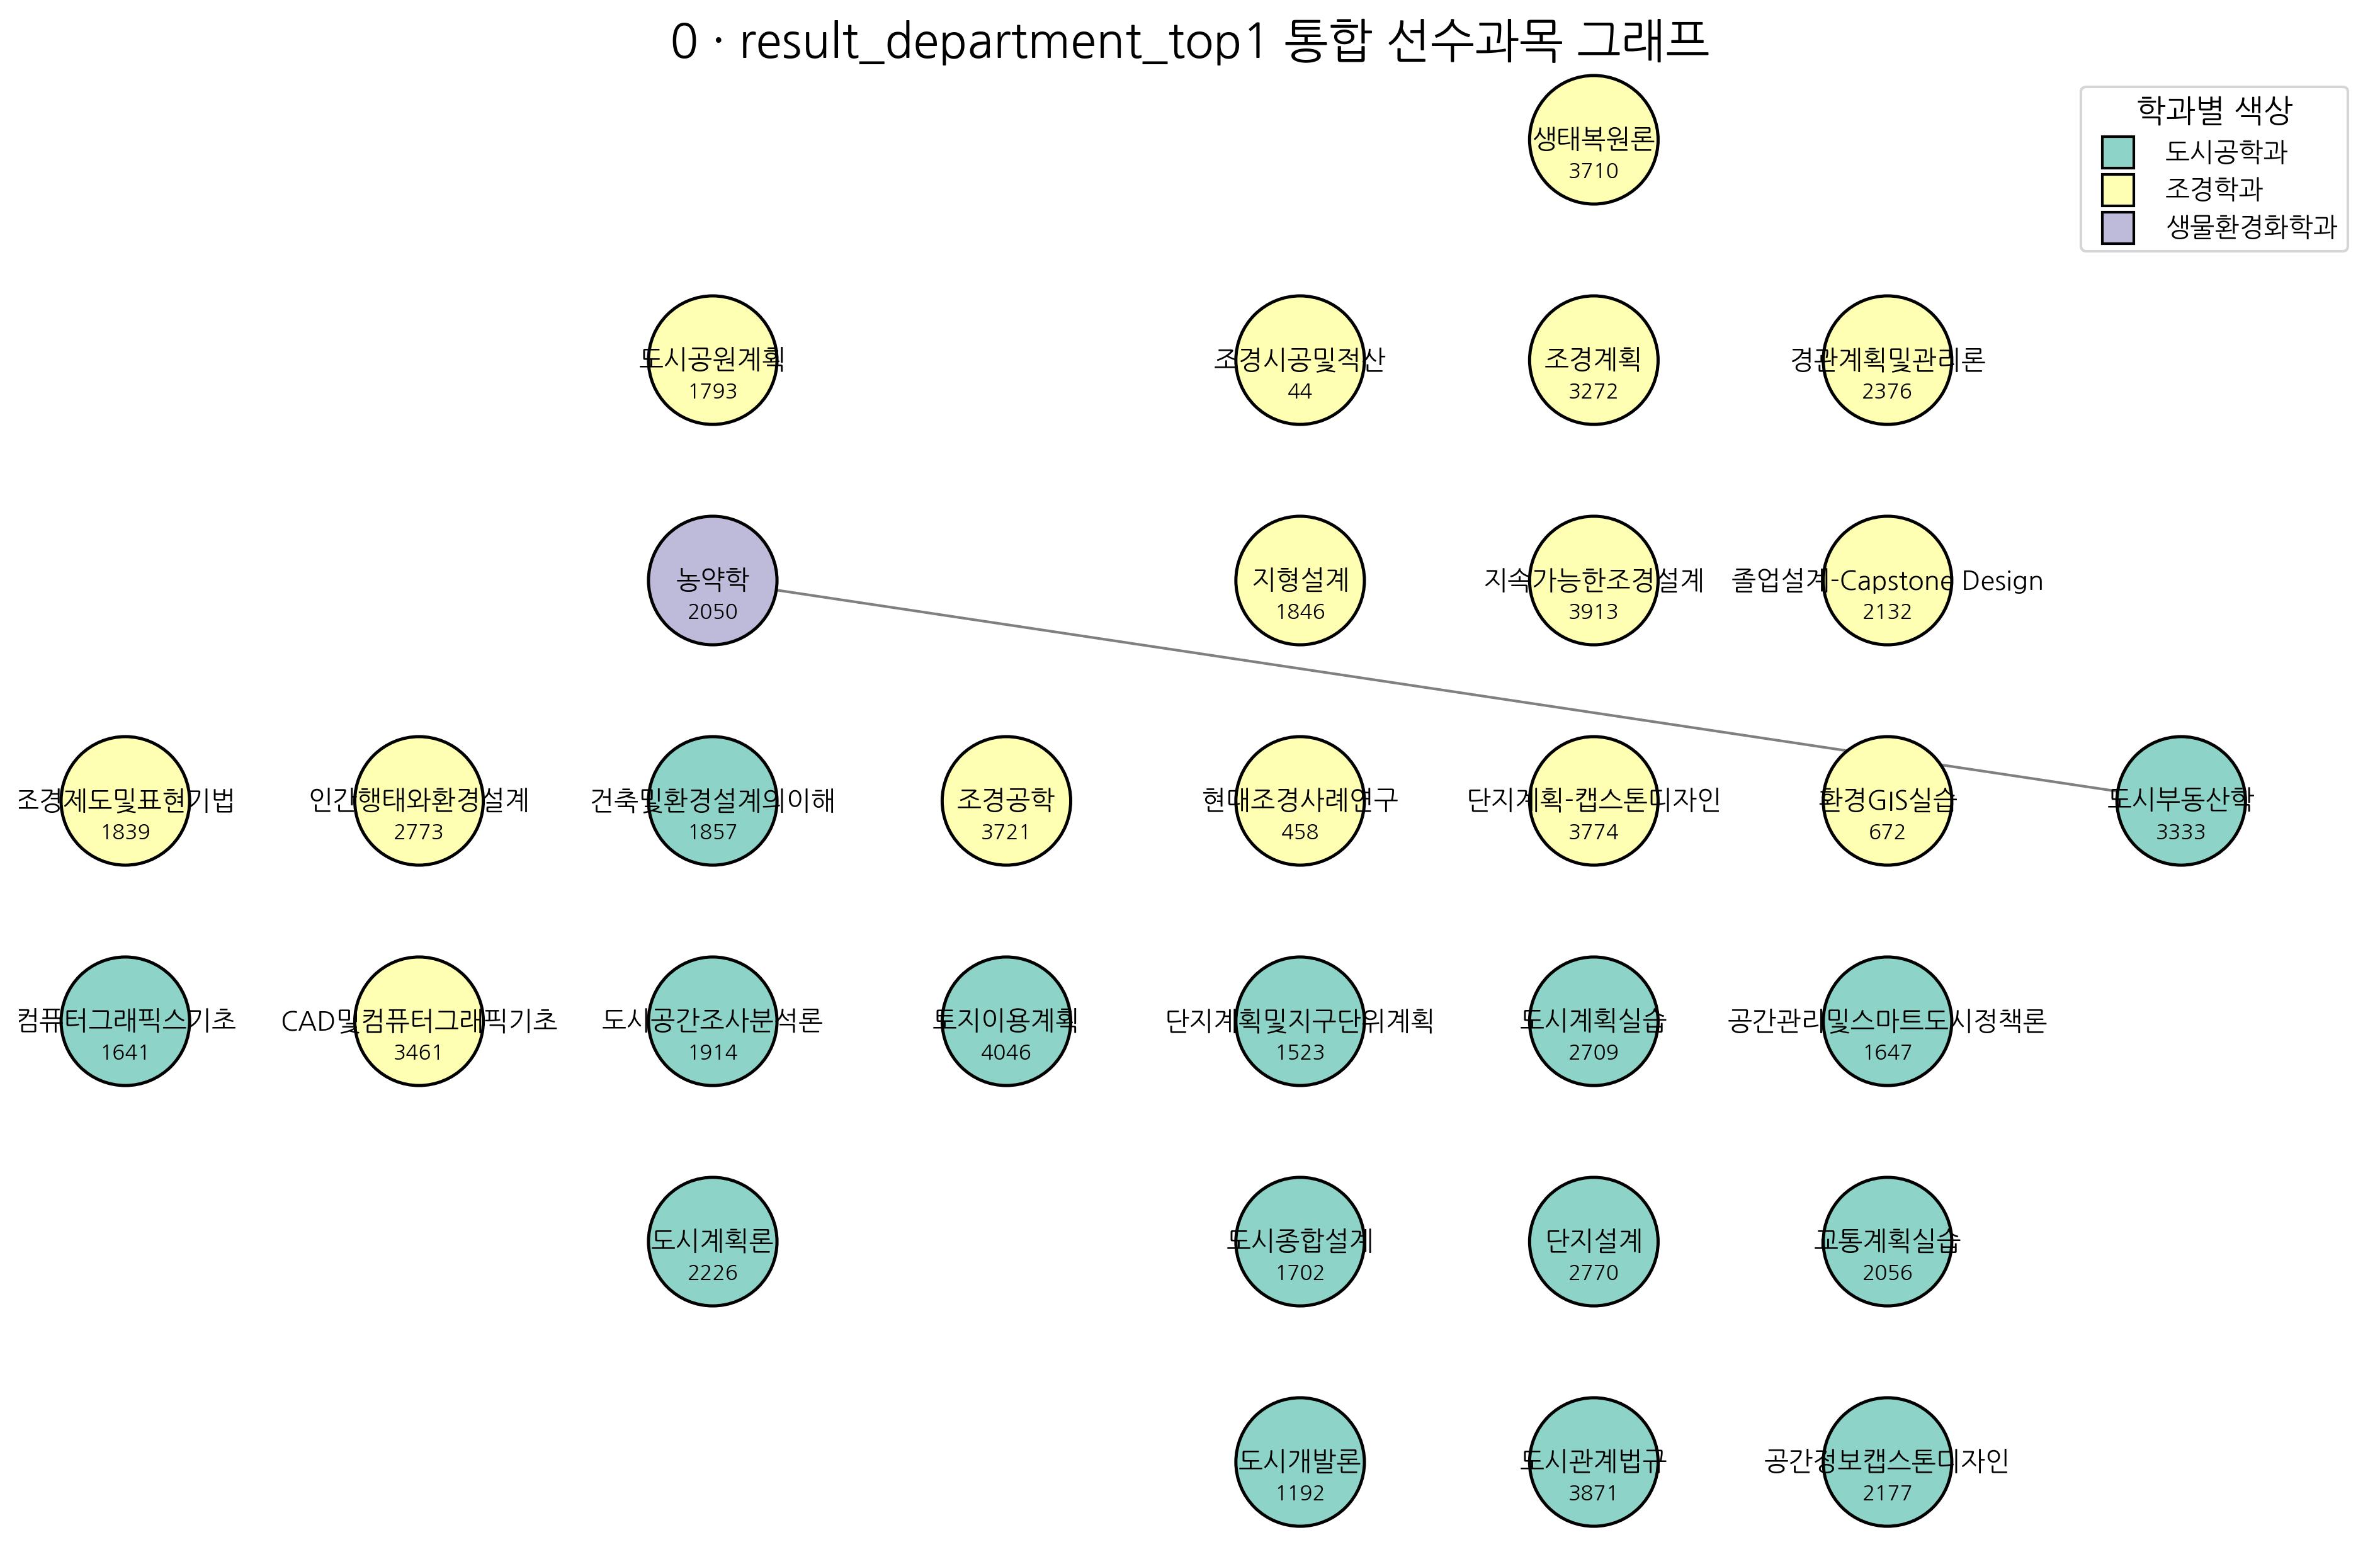 0 · result_department_top1 통합 선수과목 그래프
학과별 색상
도시공학과
조경학과
생물환경화학과
생태복원론
3710
도시공원계획
1793
조경시공및적산
44
조경계획
3272
경관계획및관리론
2376
농약학
2050
지형설계
1846
지속가능한조경설계
3913
졸업설계-Capstone Design
2132
조경제도및표현기법
1839
인간행태와환경설계
2773
건축및환경설계의이해
1857
조경공학
3721
현대조경사례연구
458
단지계획-캡스톤디자인
3774
환경GIS실습
672
도시부동산학
3333
컴퓨터그래픽스기초
1641
CAD및컴퓨터그래픽기초
3461
도시공간조사분석론
1914
토지이용계획
4046
단지계획및지구단위계획
1523
도시계획실습
2709
공간관리및스마트도시정책론
1647
도시계획론
2226
도시종합설계
1702
단지설계
2770
교통계획실습
2056
도시개발론
1192
도시관계법규
3871
공간정보캡스톤디자인
2177